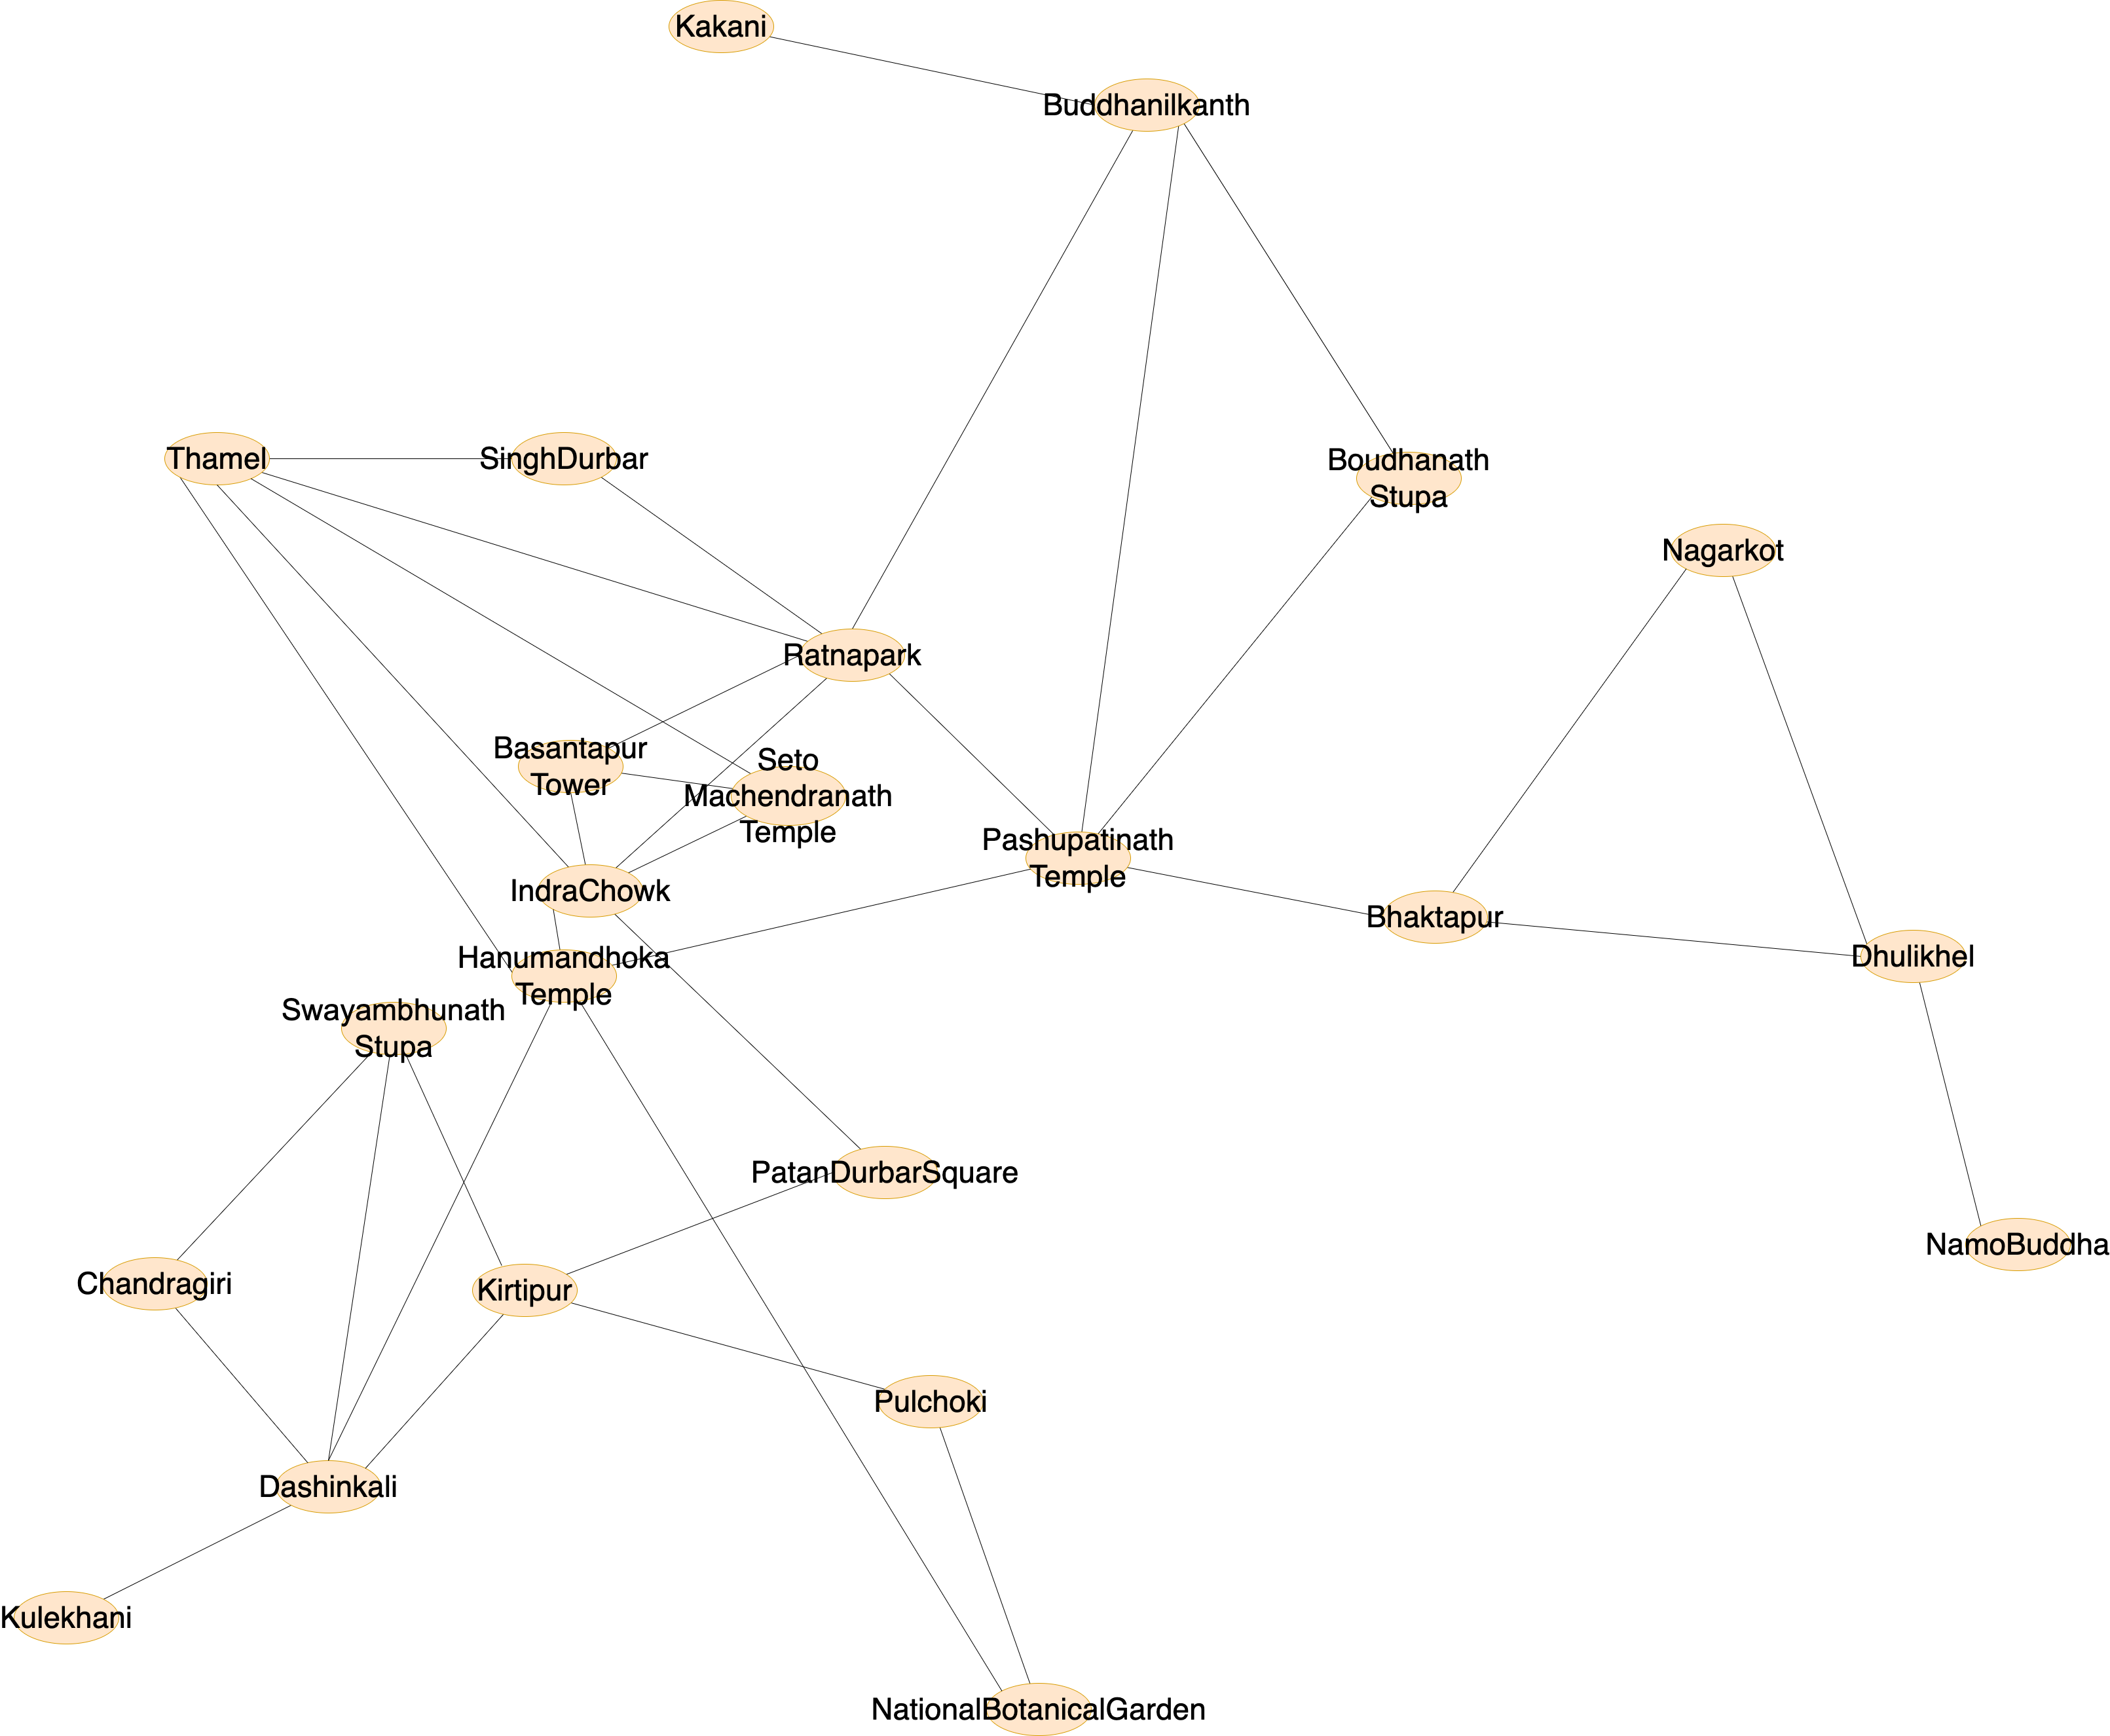 Kakani
Buddhanilkanth
Thamel
SinghDurbar
Boudhanath
Stupa
Nagarkot
Ratnapark
Basantapur
Tower
Seto
Machendranath
Temple
Pashupatinath
Temple
IndraChowk
Bhaktapur
Dhulikhel
Hanumandhoka
Temple
Swayambhunath
Stupa
PatanDurbarSquare
NamoBuddha
Chandragiri
Kirtipur
Pulchoki
Dashinkali
Kulekhani
NationalBotanicalGarden